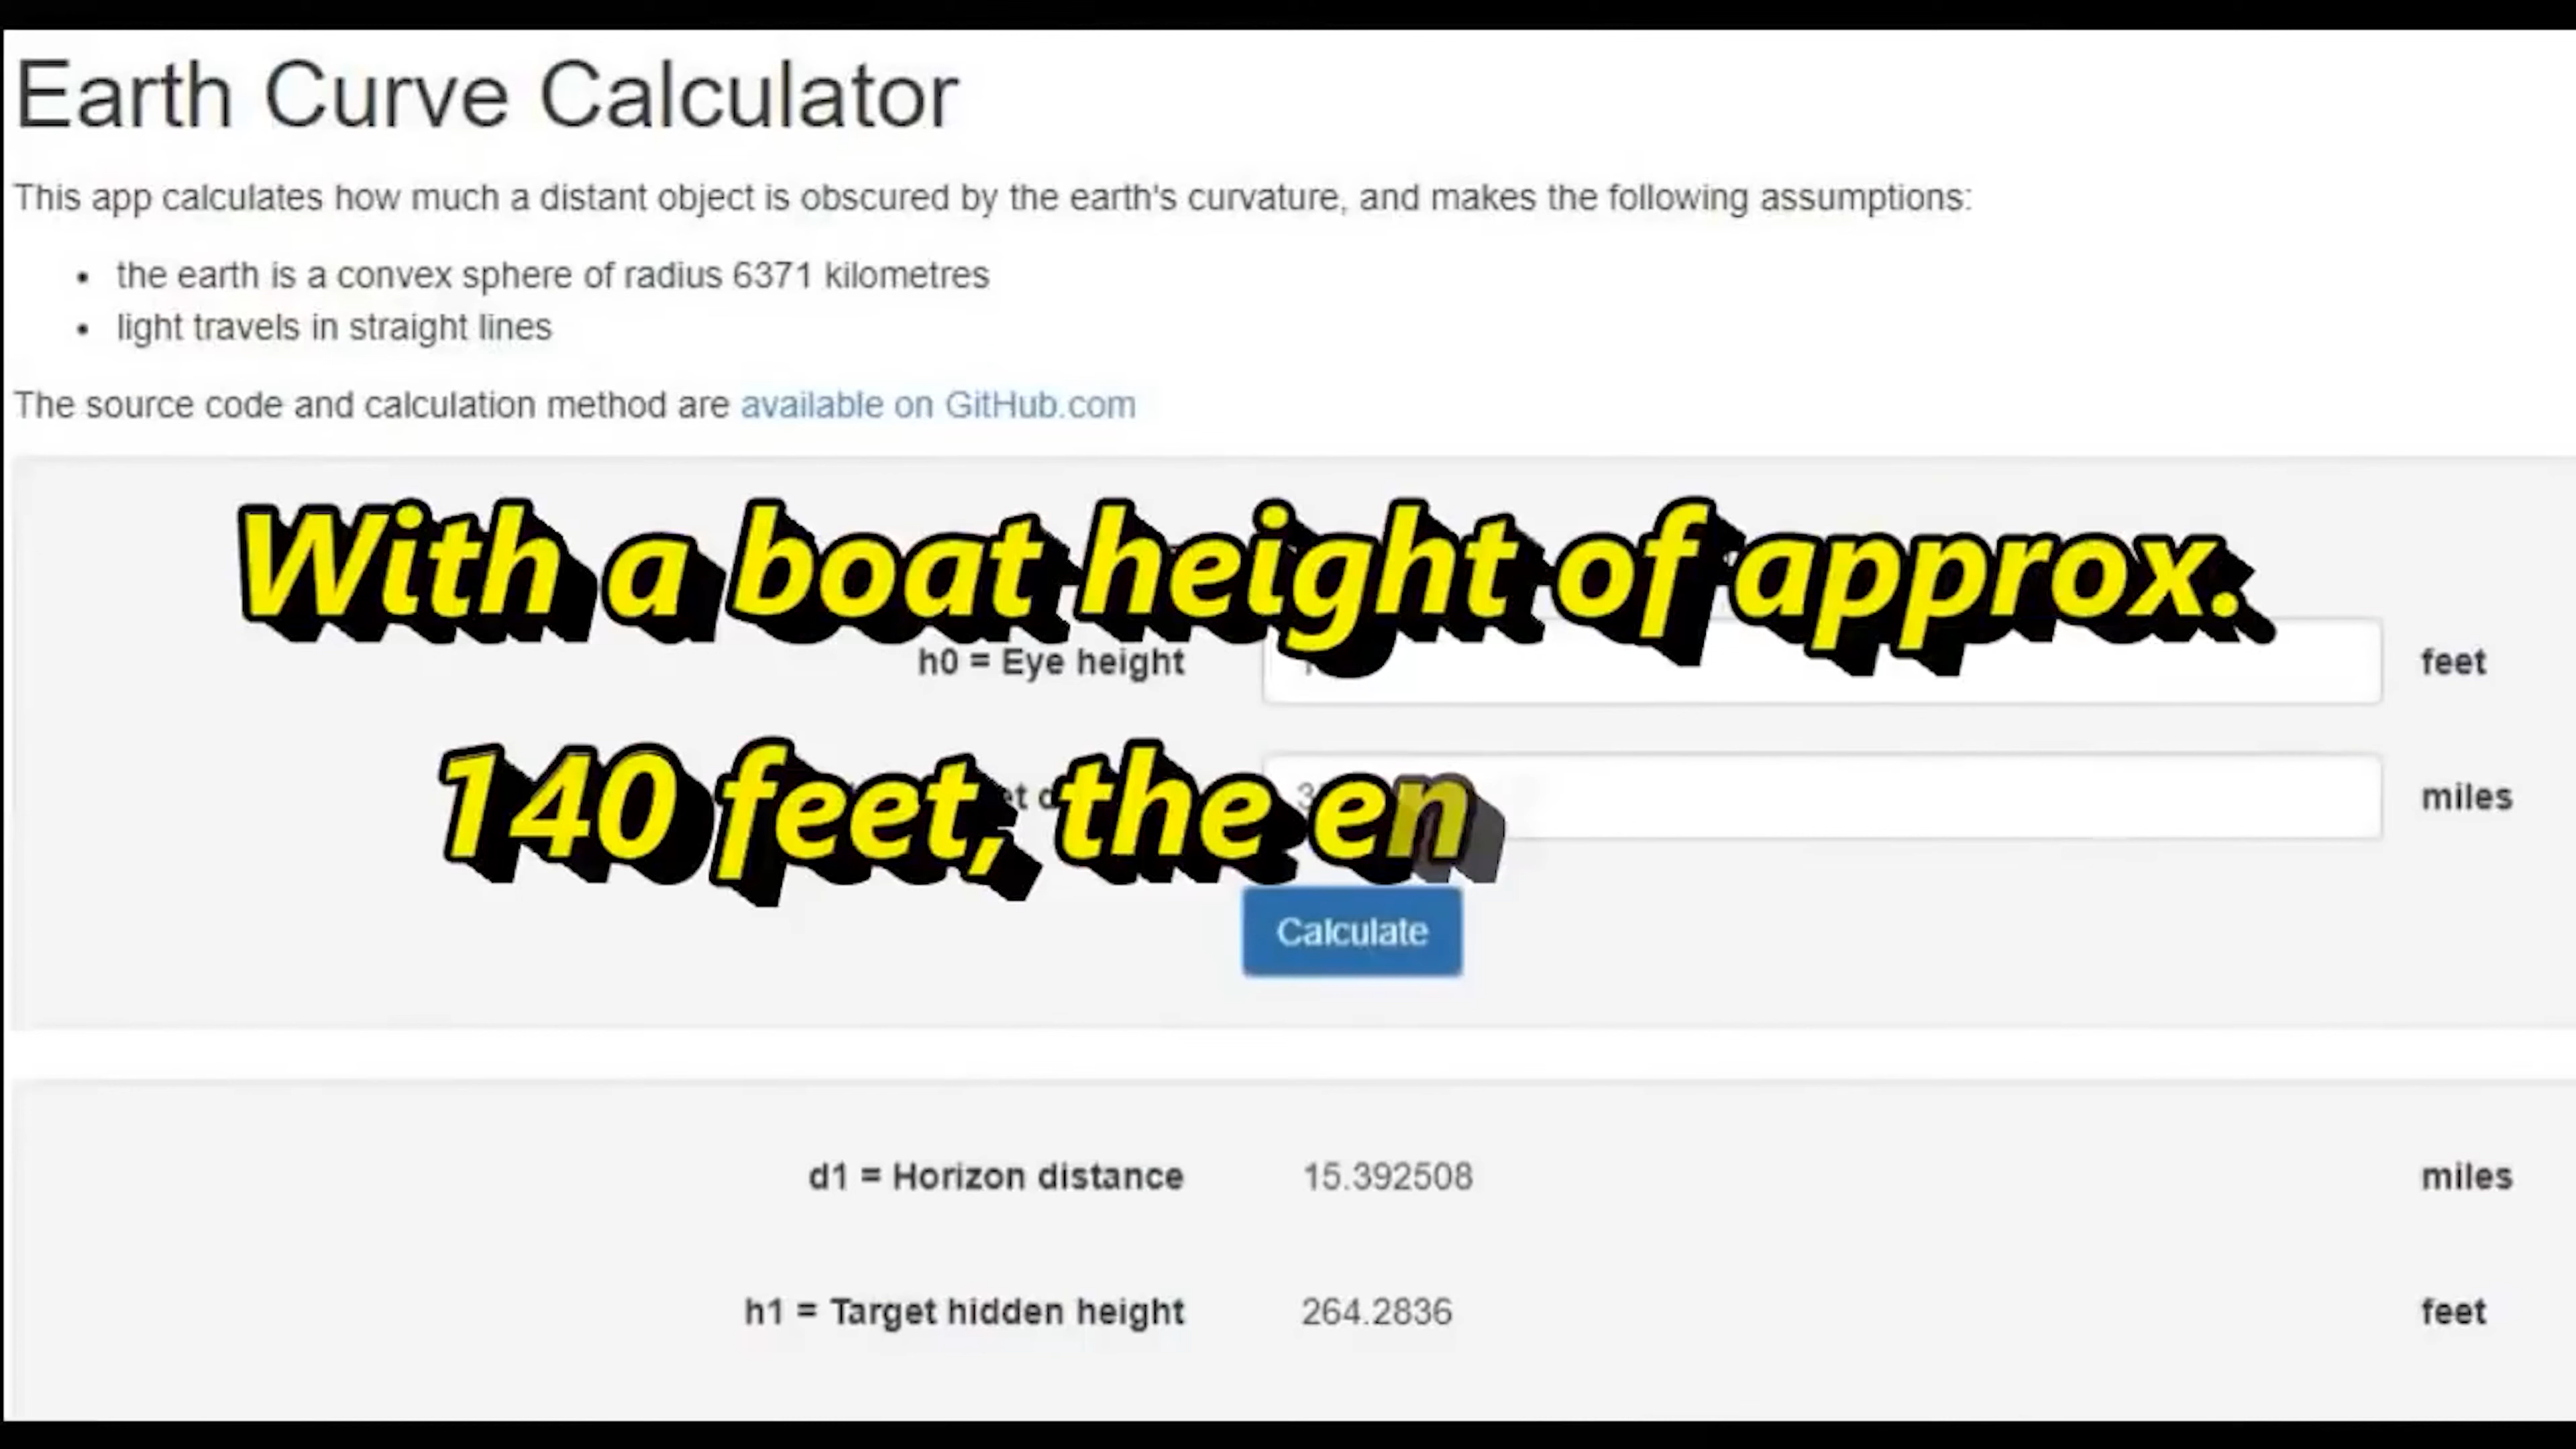 Earth Curve Calculator
This app calculates how much a distant object is obscured by the earth's curvature, and makes the following assumptions:
• the earth is a convex sphere of radius 6371 kilometres
• light travels in straight lines
The source code and calculation method are available on GitHub.com
With a boat height of approx.
h0 = Eye height feet
140 feet, the en
miles
Calculate
d1 = Horizon distance 15.392508 miles
h1 = Target hidden height 264.2836 feet